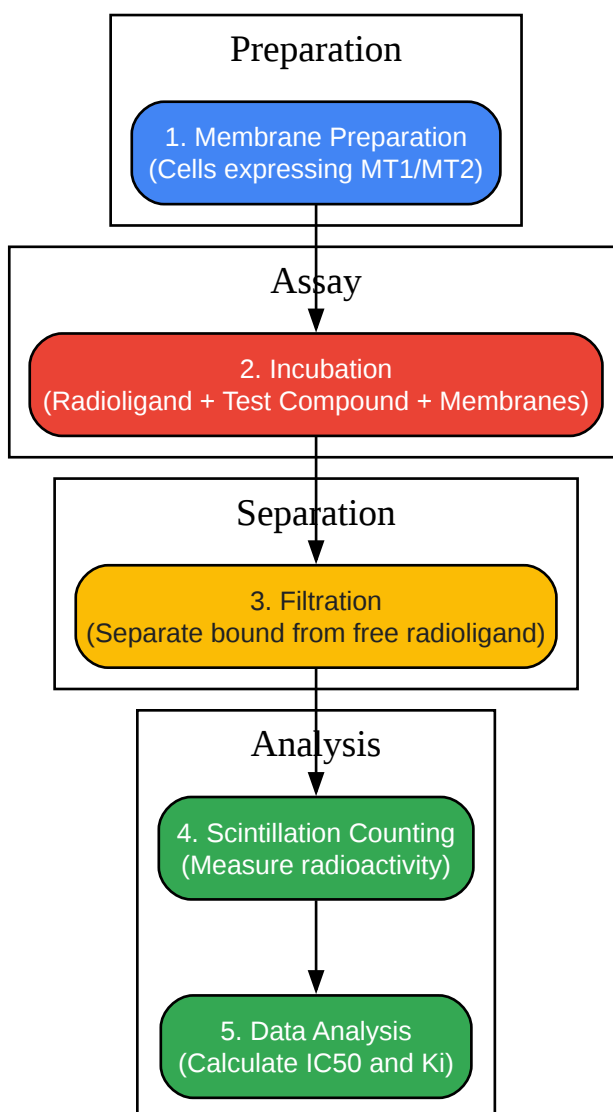 Preparation
1. Membrane Preparation
(Cells expressing MT1/MT2)
Assay
2. Incubation
(Radioligand + Test Compound + Membranes)
Separation
3. Filtration
(Separate bound from free radioligand)
Analysis
4. Scintillation Counting
(Measure radioactivity)
5. Data Analysis
(Calculate IC50 and Ki)